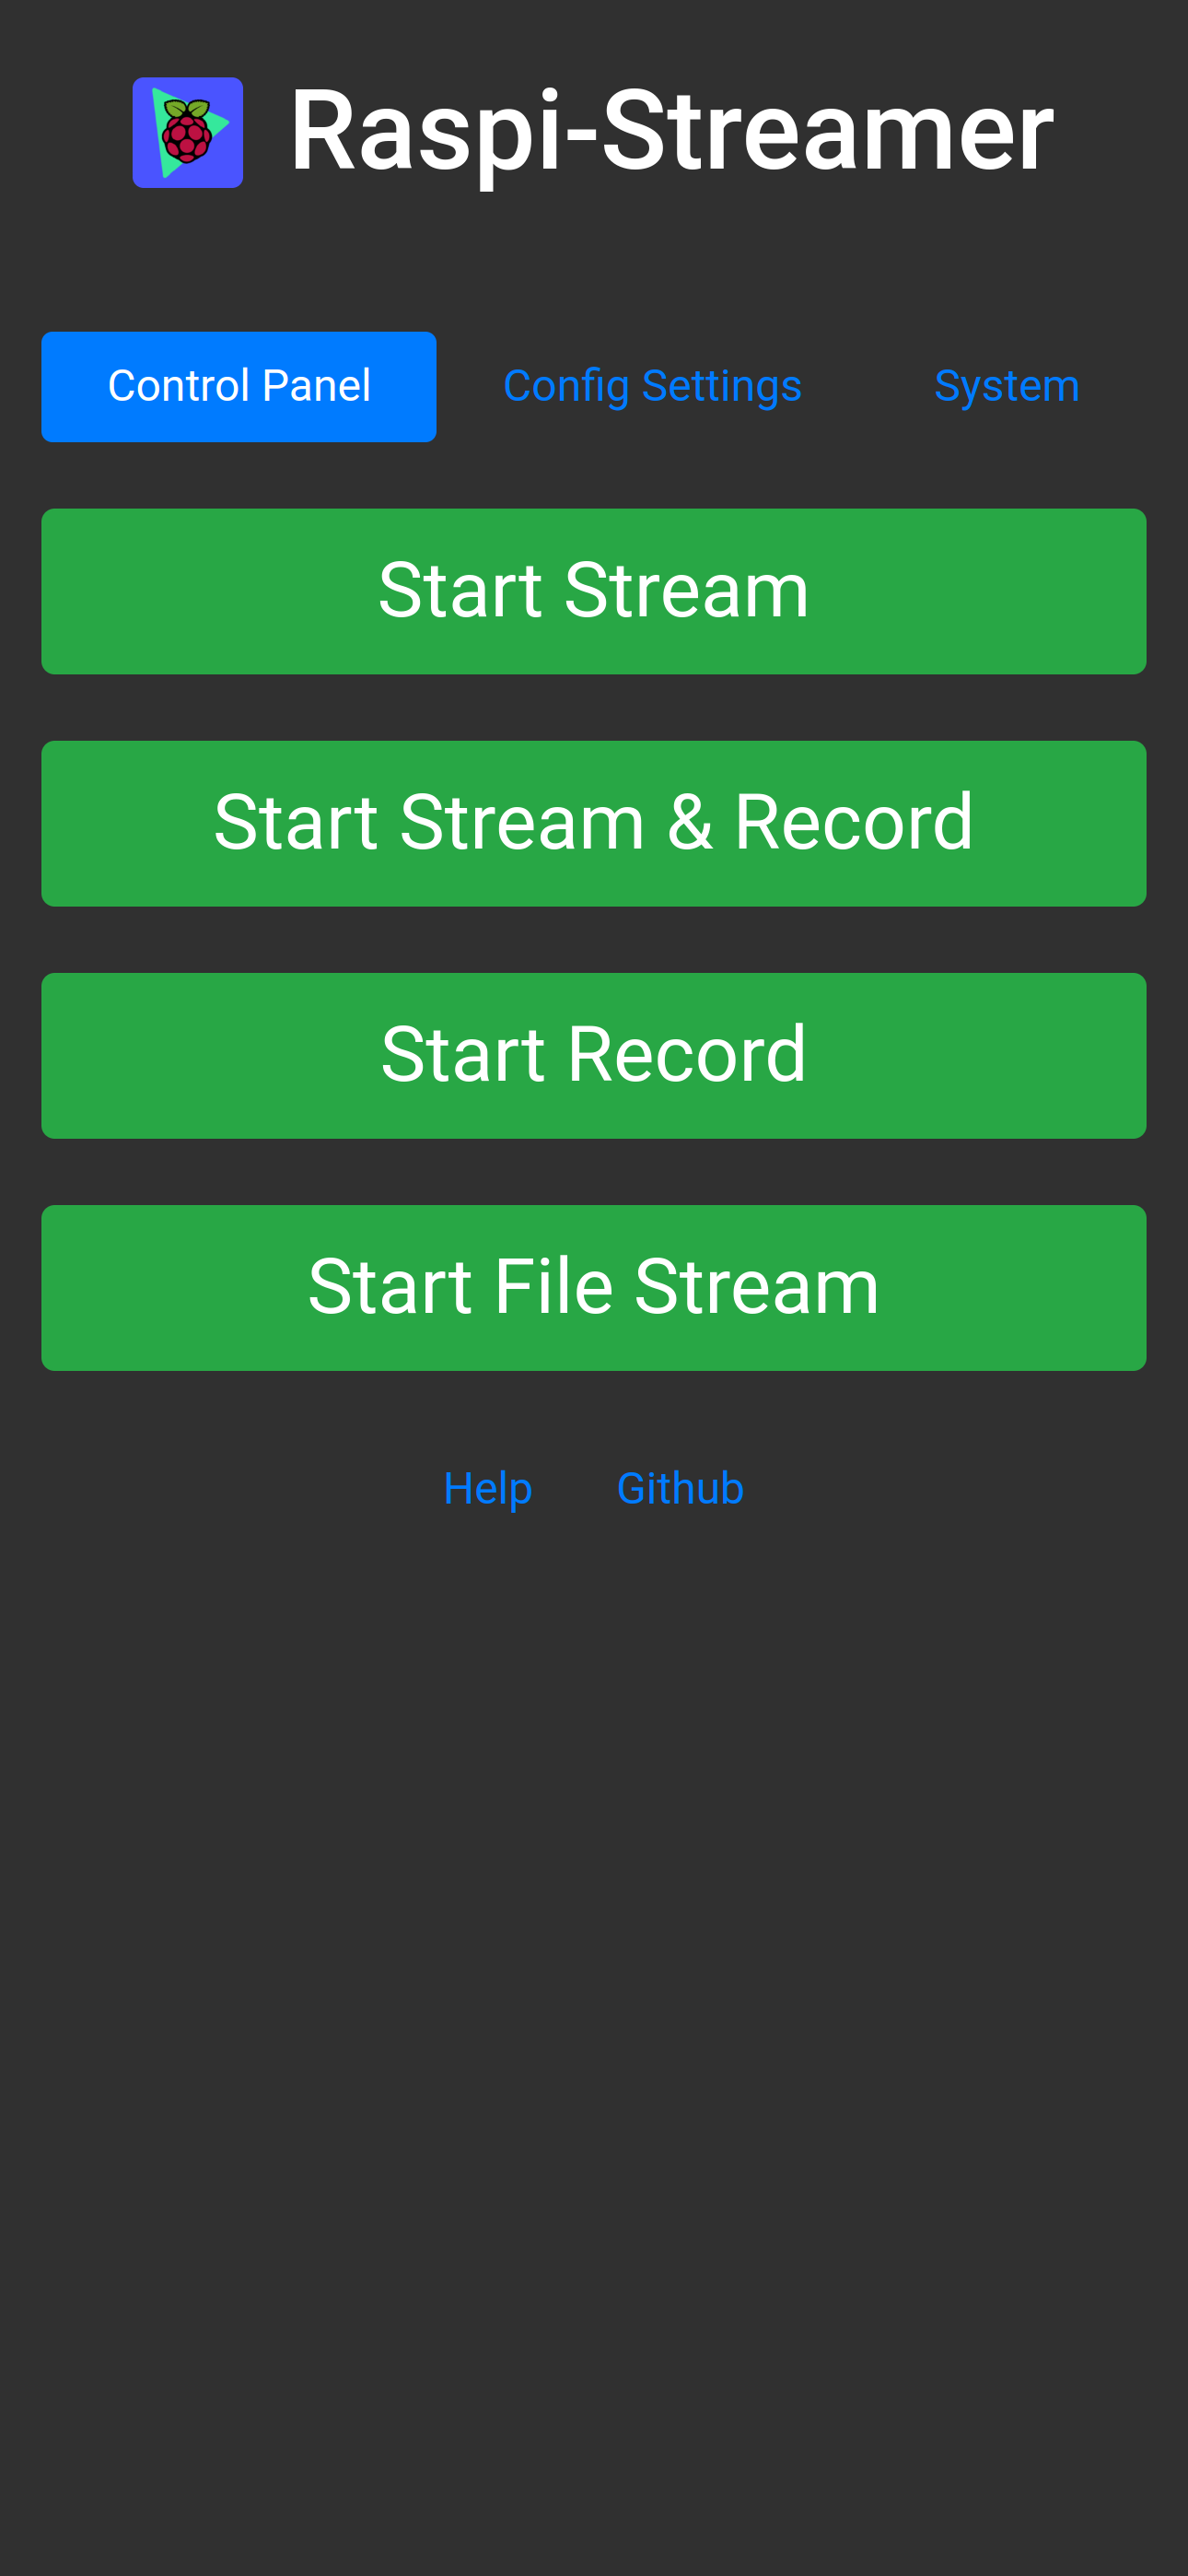 Raspi-Streamer
Control Panel Config Settings System
Start Stream
Start Stream & Record
Start Record
Start File Stream
Help Github